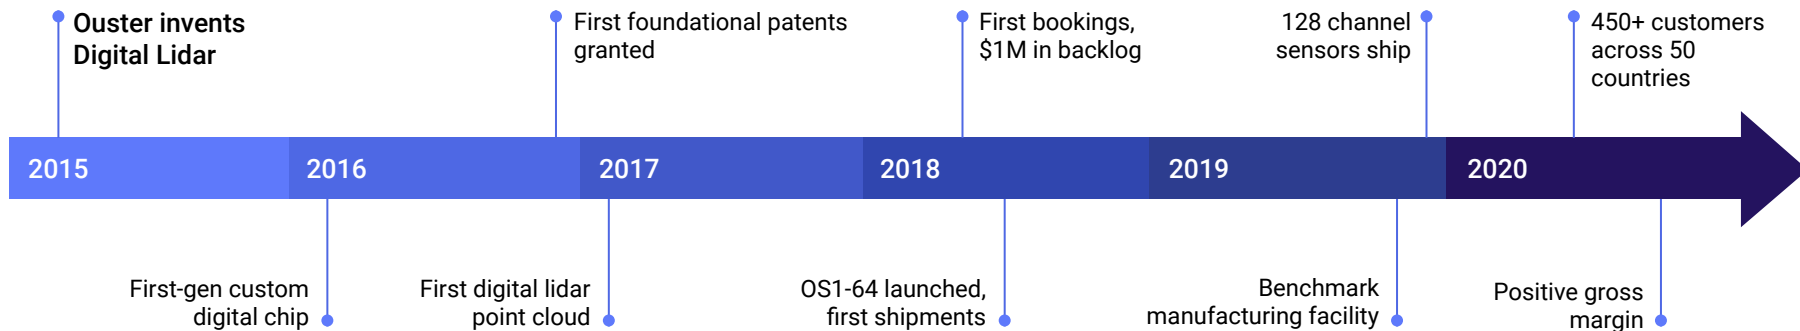 Ouster invents
Digital Lidar
First foundational patents
granted
First bookings,
$1M in backlog
128 channel
sensors ship
450+ customers
across 50
countries
2015
2016
2017
2018
2019
2020
First-gen custom
digital chip
First digital lidar
point cloud
OS1-64 launched,
first shipments
Benchmark
manufacturing facility
Positive gross
margin